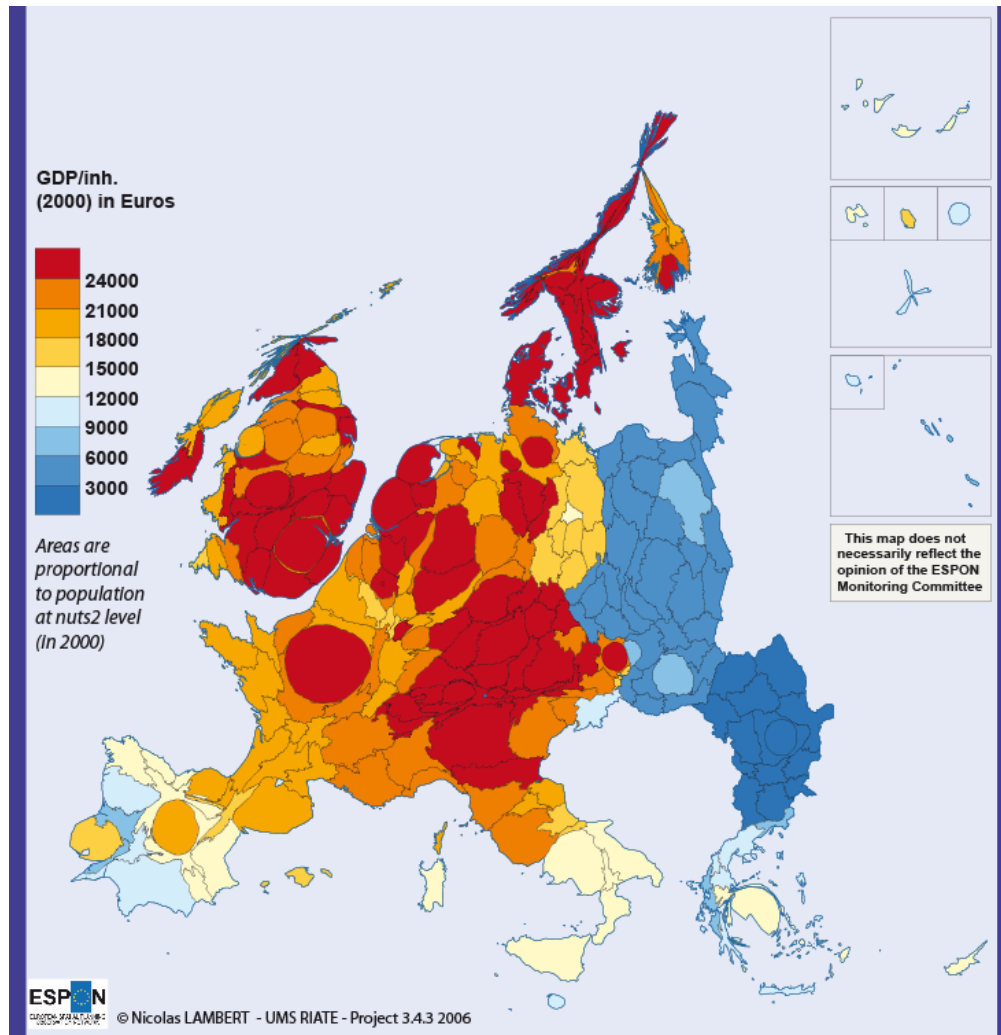 GDP/inh.
(2000) in Euros
24000
21000
18000
15000
12000
9000
6000
3000
Areas are
proportional
to population
at nuts2 level
(in 2000)
This map does not
necessarily reflect the
opinion of the ESPON
Monitoring Committee
ESPON
© Nicolas LAMBERT - UMS RIATE - Project 3.4.3 2006